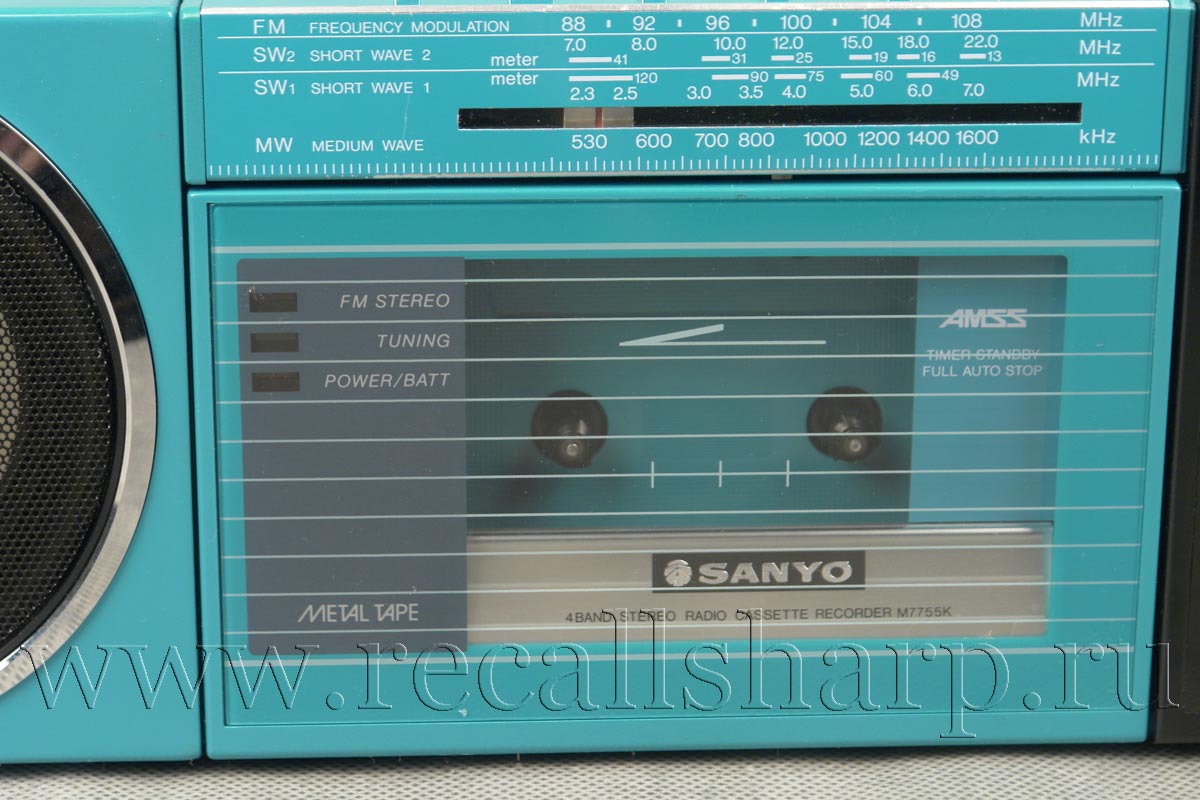 FM FREQUENCY MODULATION 88 92 96 100 104 108 MHz
7.0 8.0 10.0 12.0 15.0 18.0 22.0
SW2 SHORT WAVE 2 meter 41 31 25 19 16 13 MHz
SW1 SHORT WAVE 1 meter 120 90 75 60 49 MHz
2.3 2.5 3.0 3.5 4.0 5.0 6.0 7.0
MW MEDIUM WAVE 530 600 700 800 1000 1200 1400 1600 kHz
FM STEREO
TUNING
POWER/BATT
AMSS
TIMER STANDBY
FULL AUTO STOP
SANYO
METAL TAPE
4BAND STEREO RADIO CASSETTE RECORDER M7755K
www.recallsharp.ru